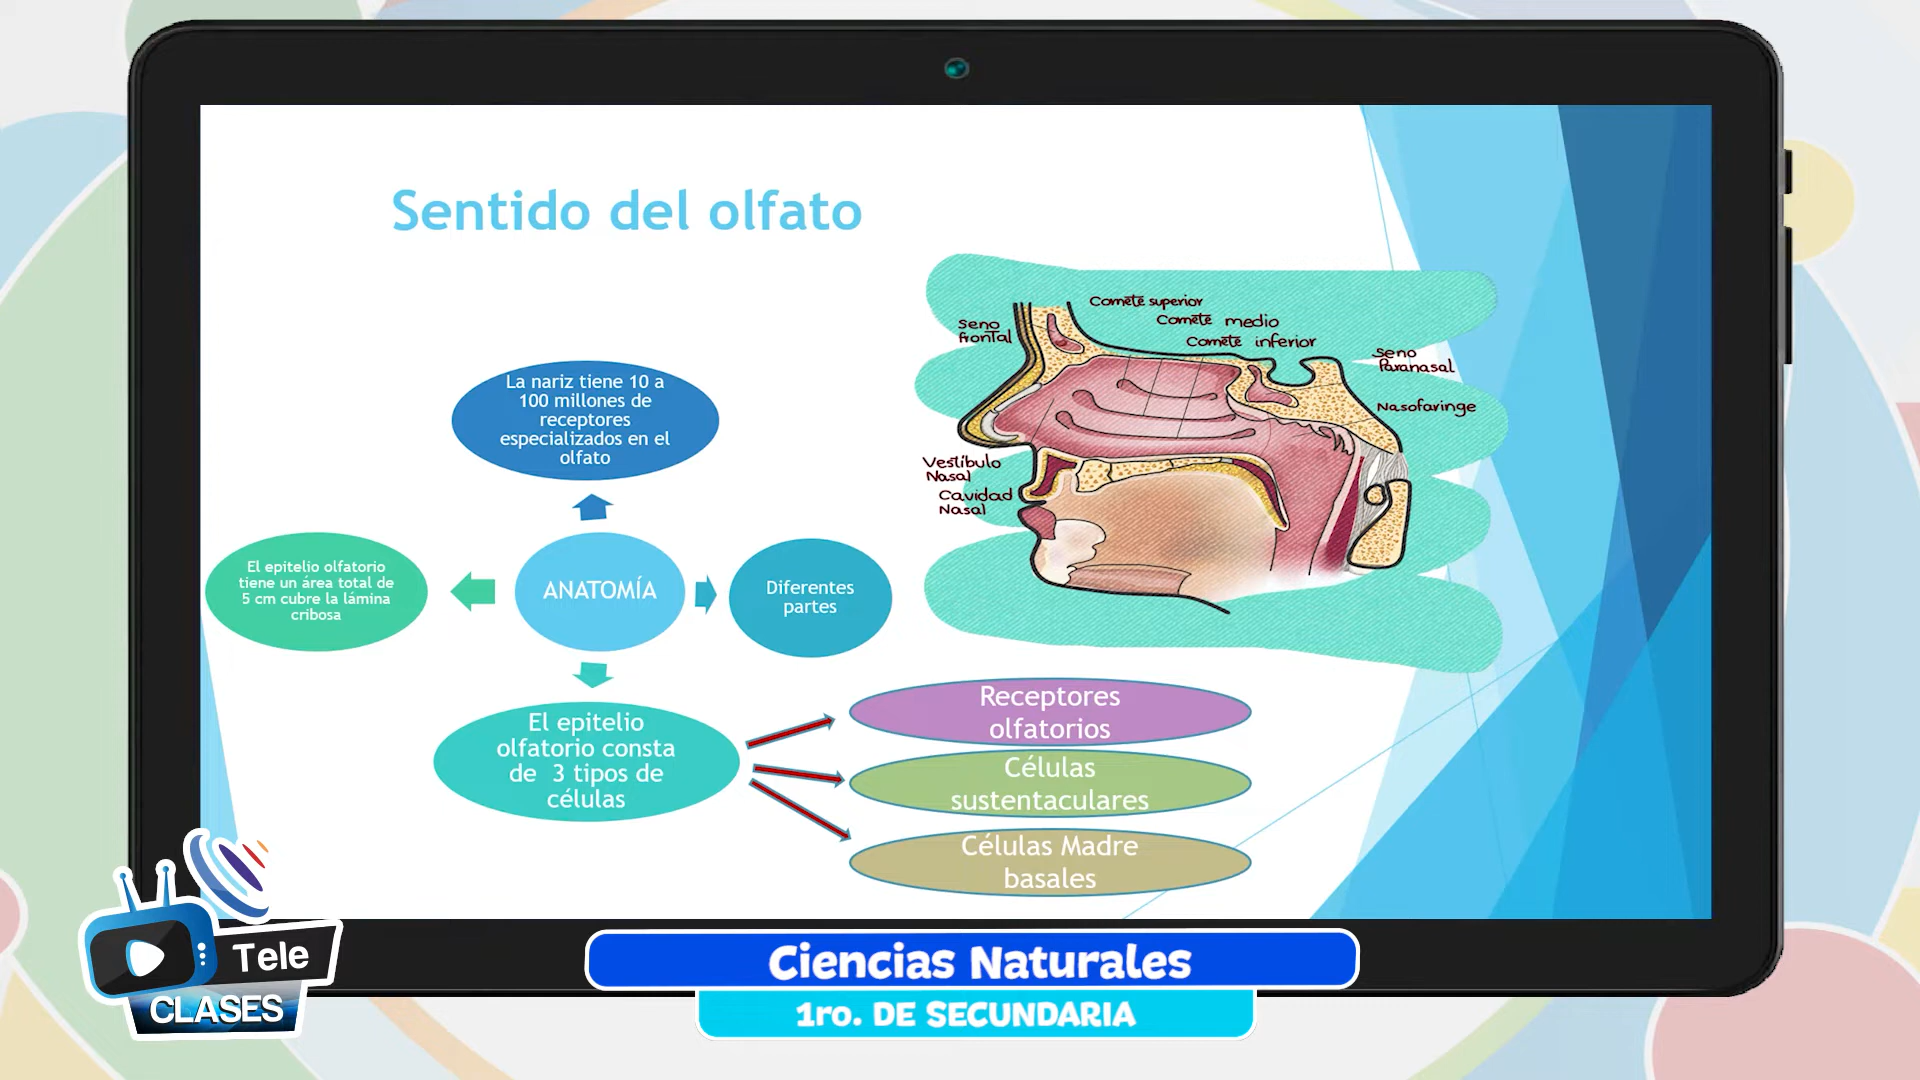 Sentido del olfato
Cornete superior
Cornete medio
Cornete inferior
Seno
frontal
Seno
Paranasal
Nasofaringe
Vestíbulo
Nasal
Cavidad
Nasal
La nariz tiene 10 a
100 millones de
receptores
especializados en el
olfato
El epitelio olfatorio
tiene un área total de
5 cm cubre la lámina
cribosa
ANATOMÍA
Diferentes
partes
El epitelio
olfatorio consta
de 3 tipos de
células
Receptores
olfatorios
Células
sustentaculares
Células Madre
basales
Tele
CLASES
Ciencias Naturales
1ro. DE SECUNDARIA